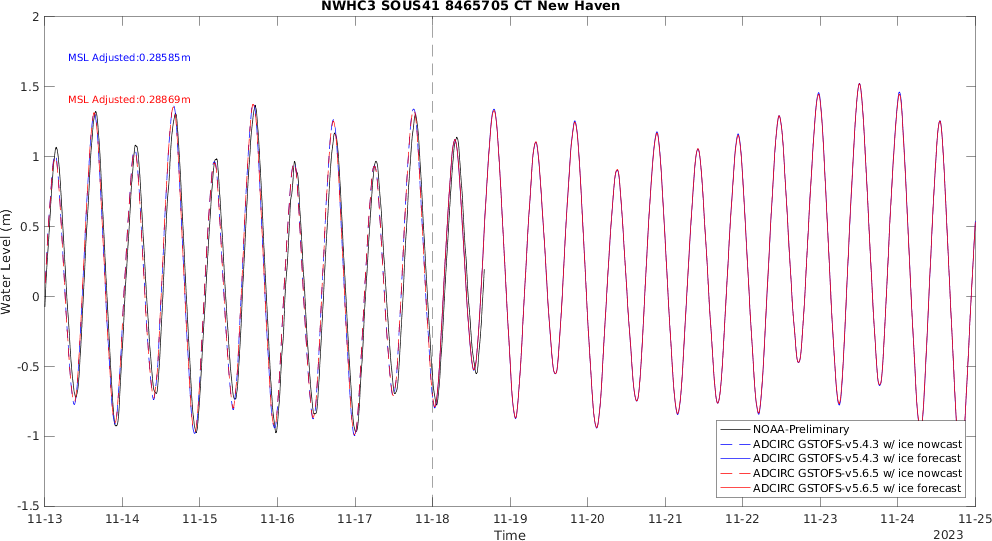 NWHC3 SOUS41 8465705 CT New Haven
2
MSL Adjusted:0.28585m
1.5
MSL Adjusted:0.28869m
1
0.5
Water Level (m)
0
-0.5
-1
NOAA-Preliminary
ADCIRC GSTOFS-v5.4.3 w/ ice nowcast
ADCIRC GSTOFS-v5.4.3 w/ ice forecast
ADCIRC GSTOFS-v5.6.5 w/ ice nowcast
ADCIRC GSTOFS-v5.6.5 w/ ice forecast
-1.5
11-13 11-14 11-15 11-16 11-17 11-18 11-19 11-20 11-21 11-22 11-23 11-24 11-25
Time
2023